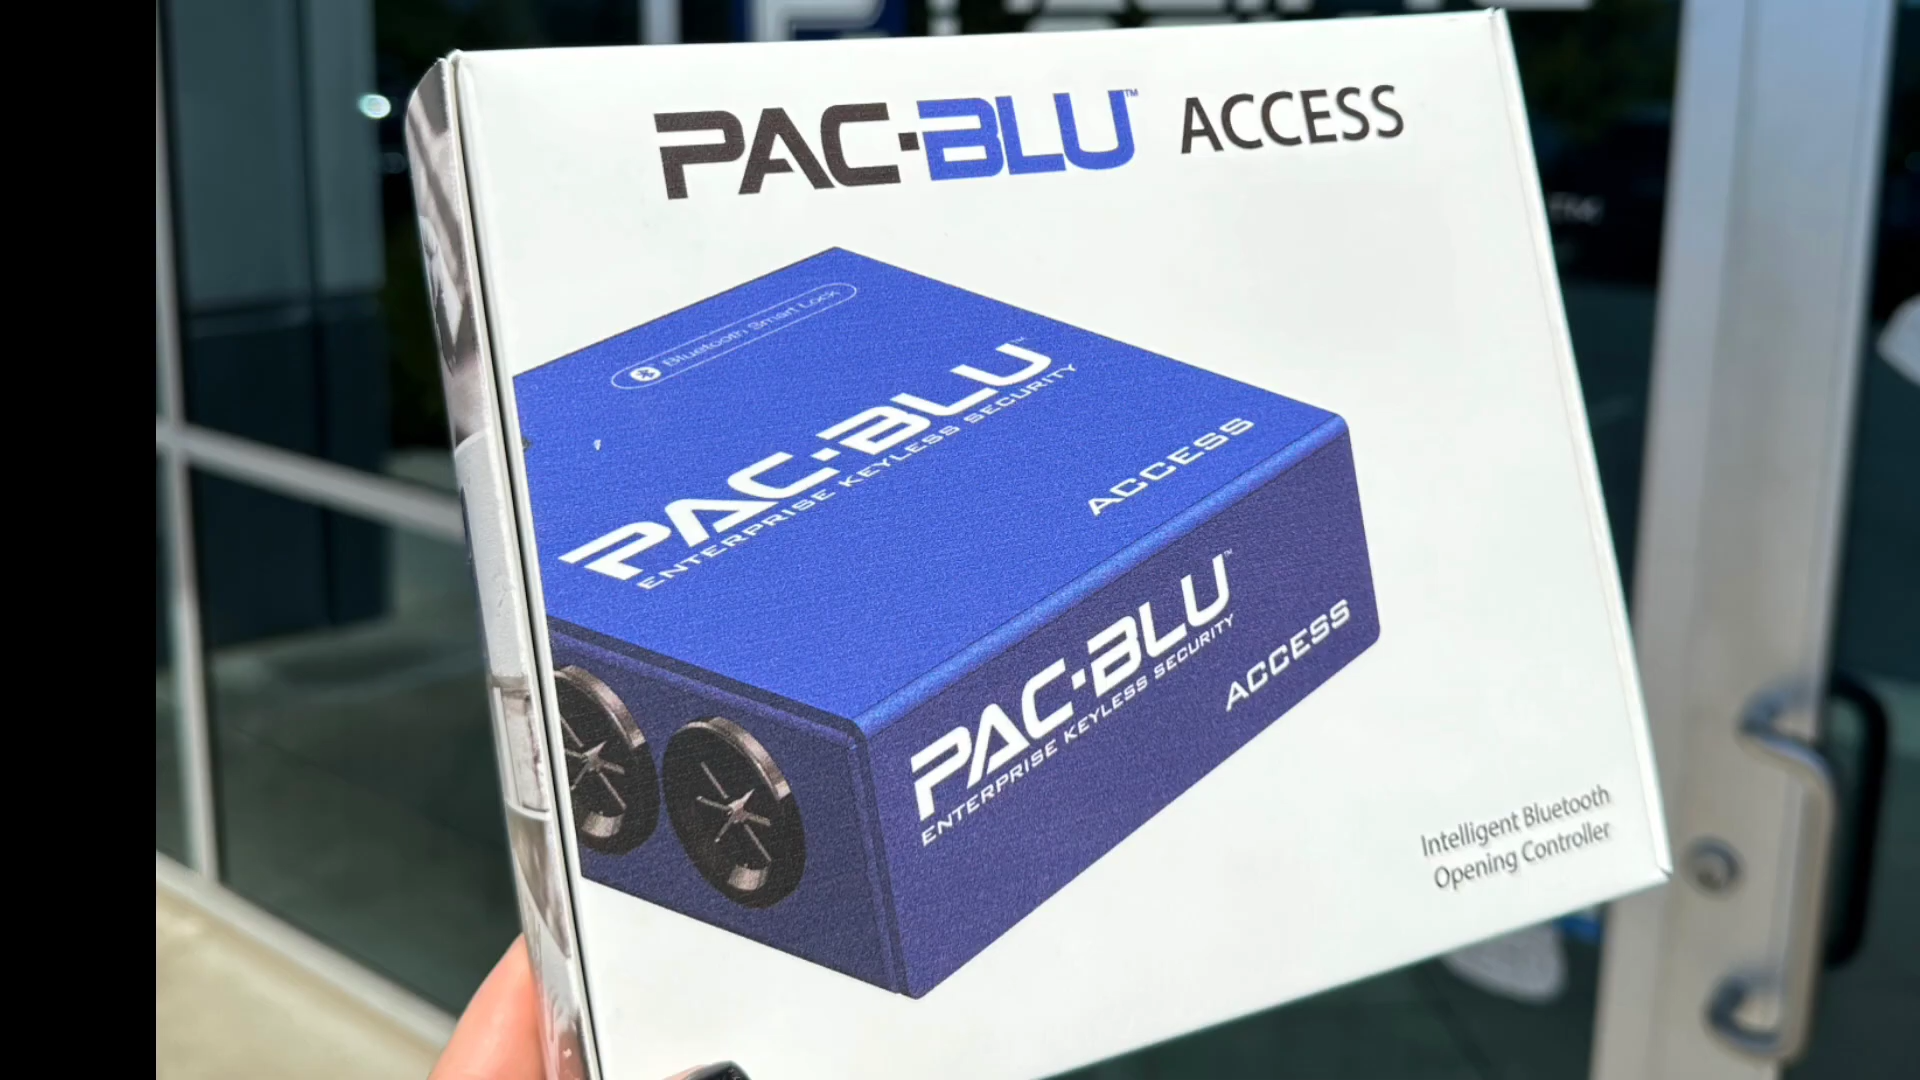 PAC·BLU™ ACCESS
Bluetooth Smart Lock
PAC·BLU™
ENTERPRISE KEYLESS SECURITY
ACCESS
PAC·BLU™
ENTERPRISE KEYLESS SECURITY
ACCESS
Intelligent Bluetooth
Opening Controller